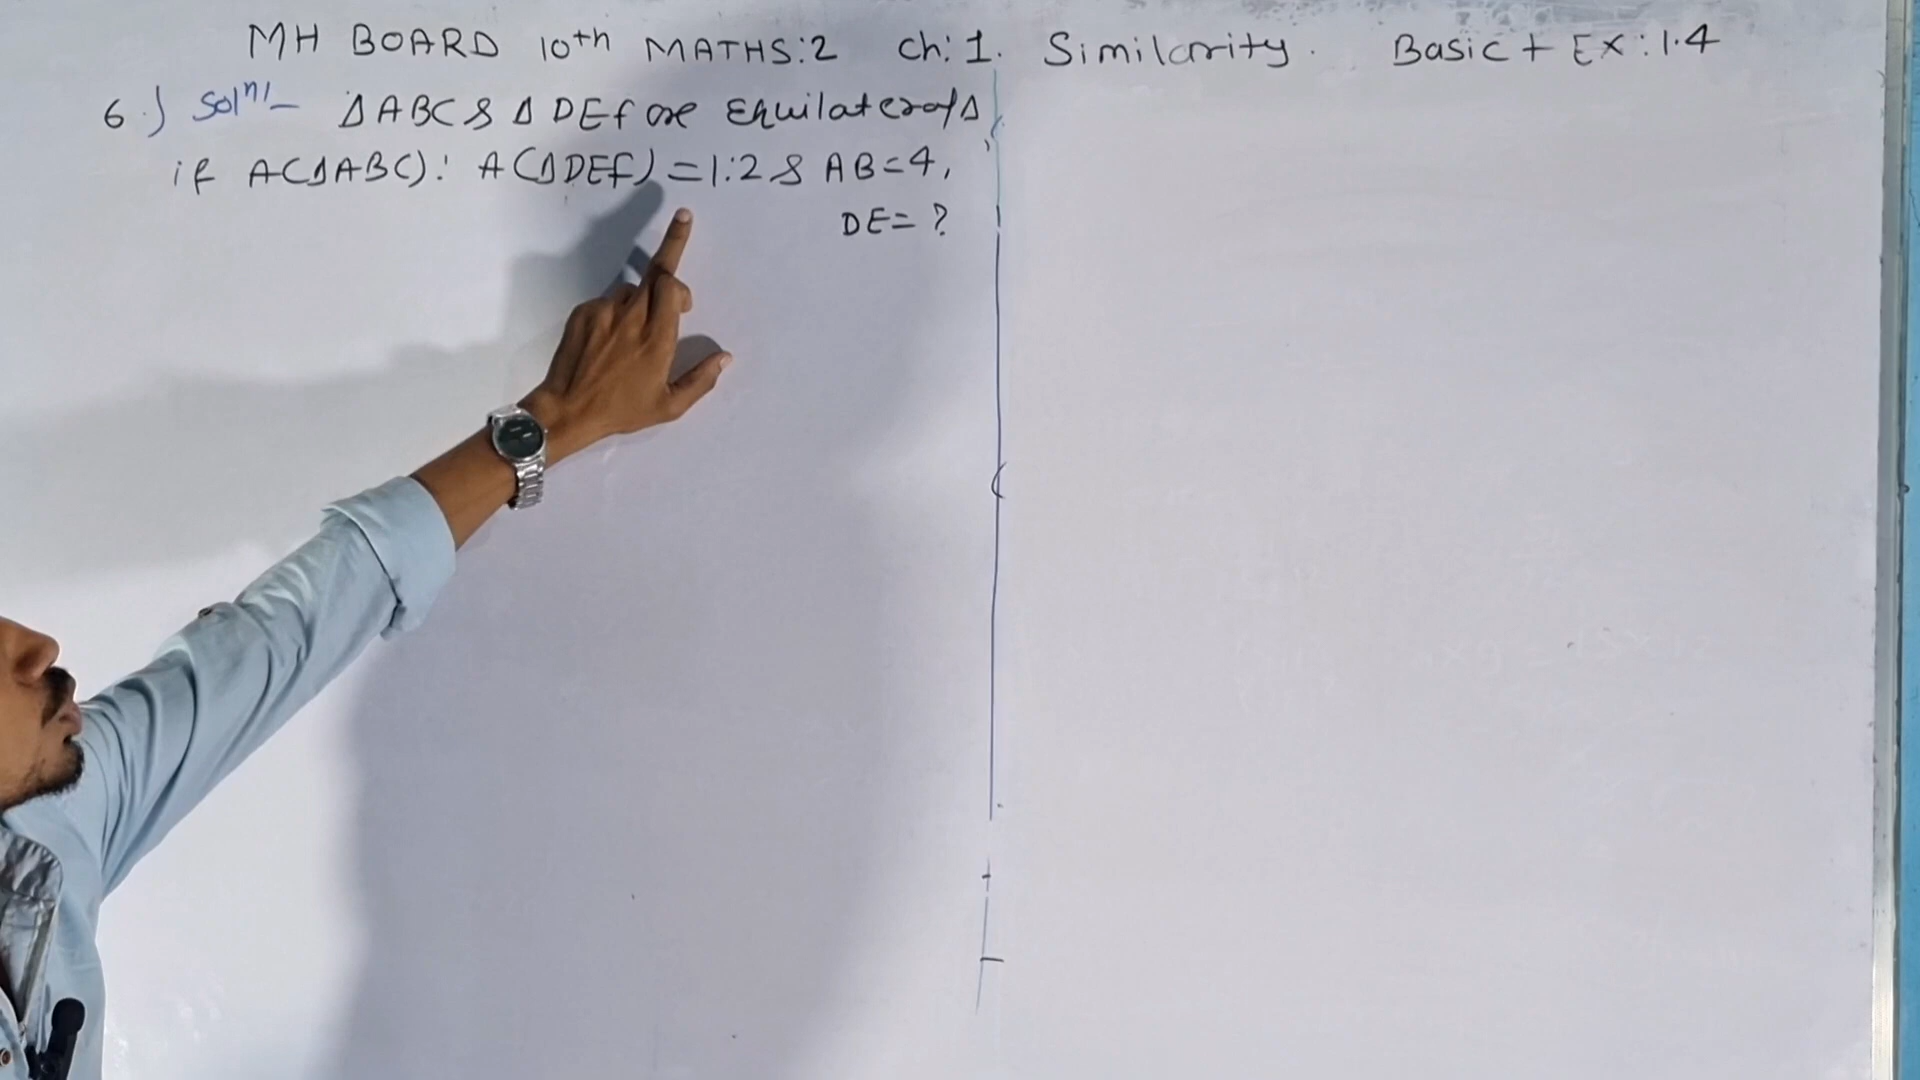 MH BOARD 10th MATHS:2 Ch:1. Similarity. Basic + EX:1.4
6.) Soln:- Δ ABC & Δ DEF are Equilateral Δ,
if A(ΔABC): A(ΔDEF) = 1:2 & AB=4,
DE= ?